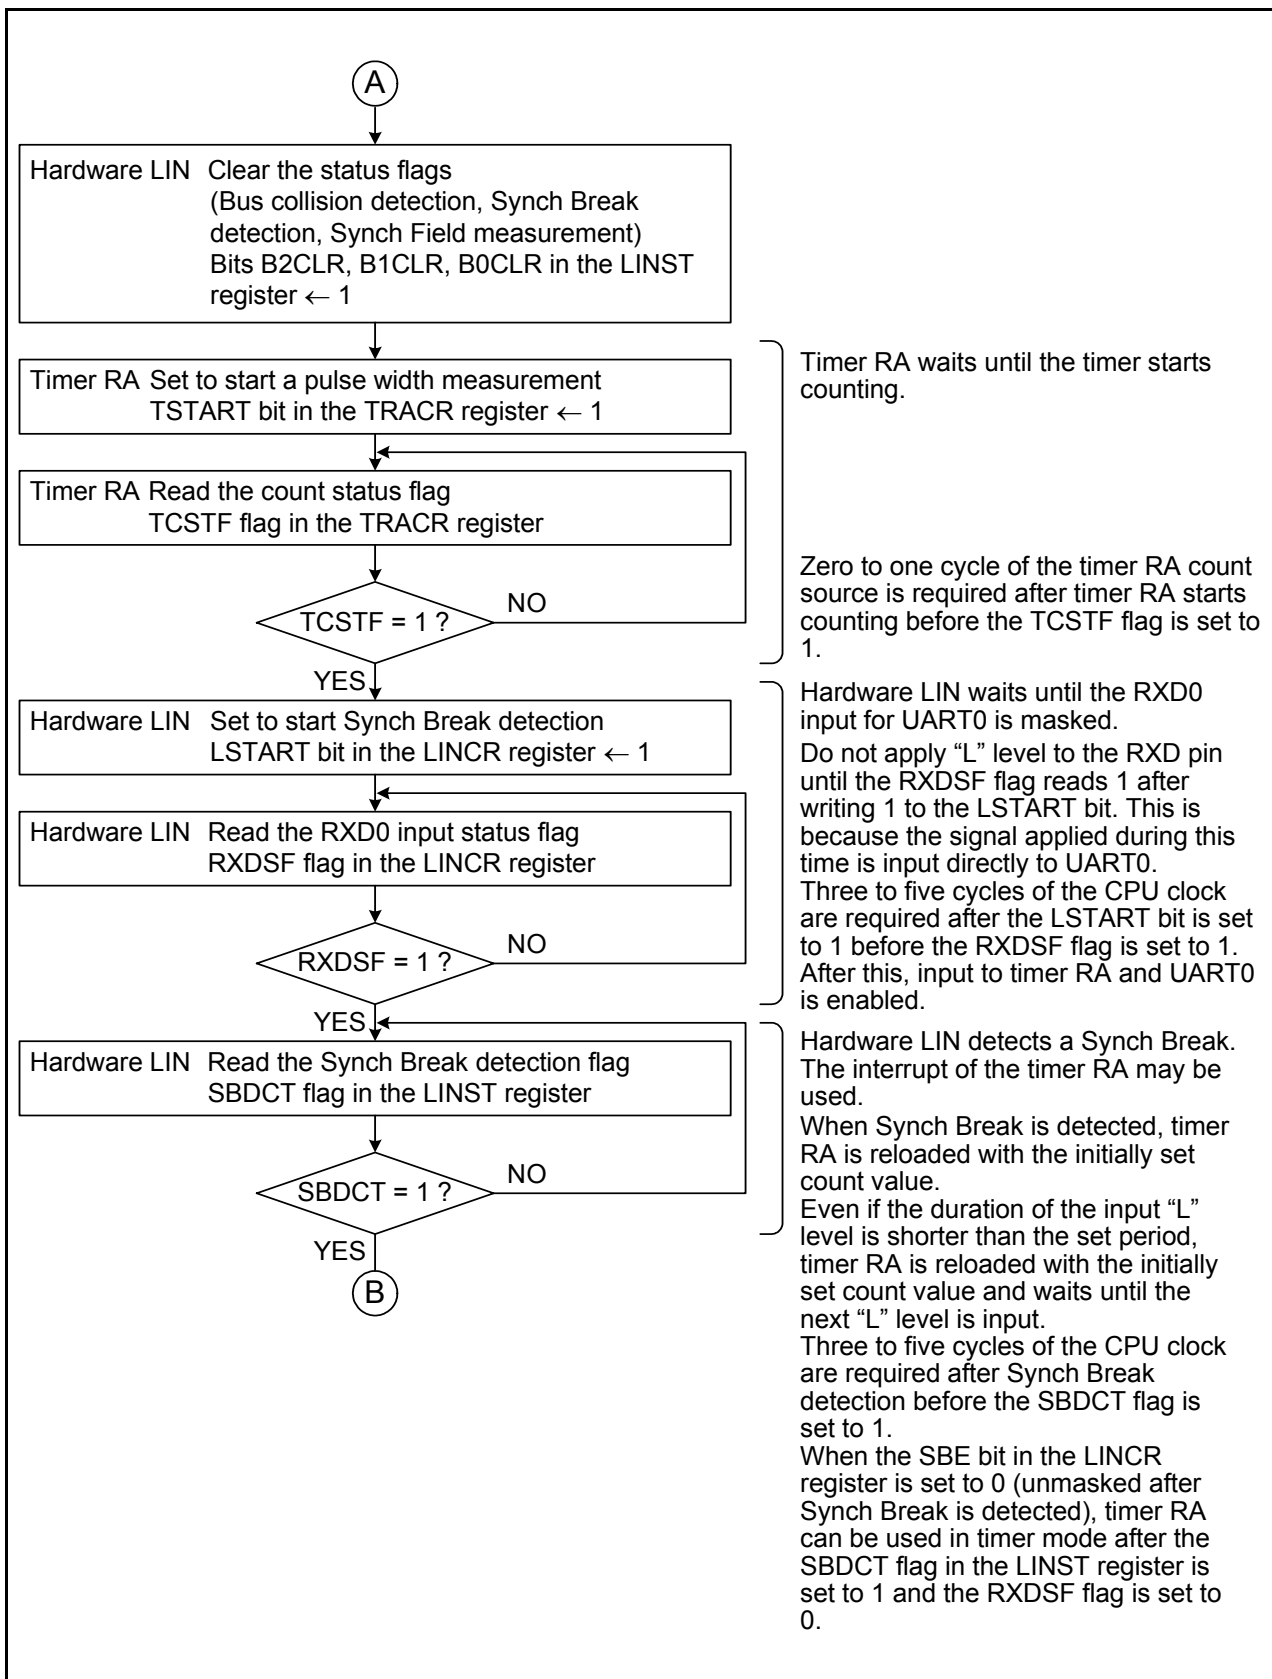 A
Hardware LIN Clear the status flags
(Bus collision detection, Synch Break
detection, Synch Field measurement)
Bits B2CLR, B1CLR, B0CLR in the LINST
register ← 1
Timer RA Set to start a pulse width measurement
TSTART bit in the TRACR register ← 1
Timer RA waits until the timer starts
counting.
Timer RA Read the count status flag
TCSTF flag in the TRACR register
TCSTF = 1 ?
NO
YES
Zero to one cycle of the timer RA count
source is required after timer RA starts
counting before the TCSTF flag is set to
1.
Hardware LIN Set to start Synch Break detection
LSTART bit in the LINCR register ← 1
Hardware LIN Read the RXD0 input status flag
RXDSF flag in the LINCR register
RXDSF = 1 ?
NO
YES
Hardware LIN waits until the RXD0
input for UART0 is masked.
Do not apply “L” level to the RXD pin
until the RXDSF flag reads 1 after
writing 1 to the LSTART bit. This is
because the signal applied during this
time is input directly to UART0.
Three to five cycles of the CPU clock
are required after the LSTART bit is set
to 1 before the RXDSF flag is set to 1.
After this, input to timer RA and UART0
is enabled.
Hardware LIN Read the Synch Break detection flag
SBDCT flag in the LINST register
SBDCT = 1 ?
NO
YES
B
Hardware LIN detects a Synch Break.
The interrupt of the timer RA may be
used.
When Synch Break is detected, timer
RA is reloaded with the initially set
count value.
Even if the duration of the input “L”
level is shorter than the set period,
timer RA is reloaded with the initially
set count value and waits until the
next “L” level is input.
Three to five cycles of the CPU clock
are required after Synch Break
detection before the SBDCT flag is
set to 1.
When the SBE bit in the LINCR
register is set to 0 (unmasked after
Synch Break is detected), timer RA
can be used in timer mode after the
SBDCT flag in the LINST register is
set to 1 and the RXDSF flag is set to
0.